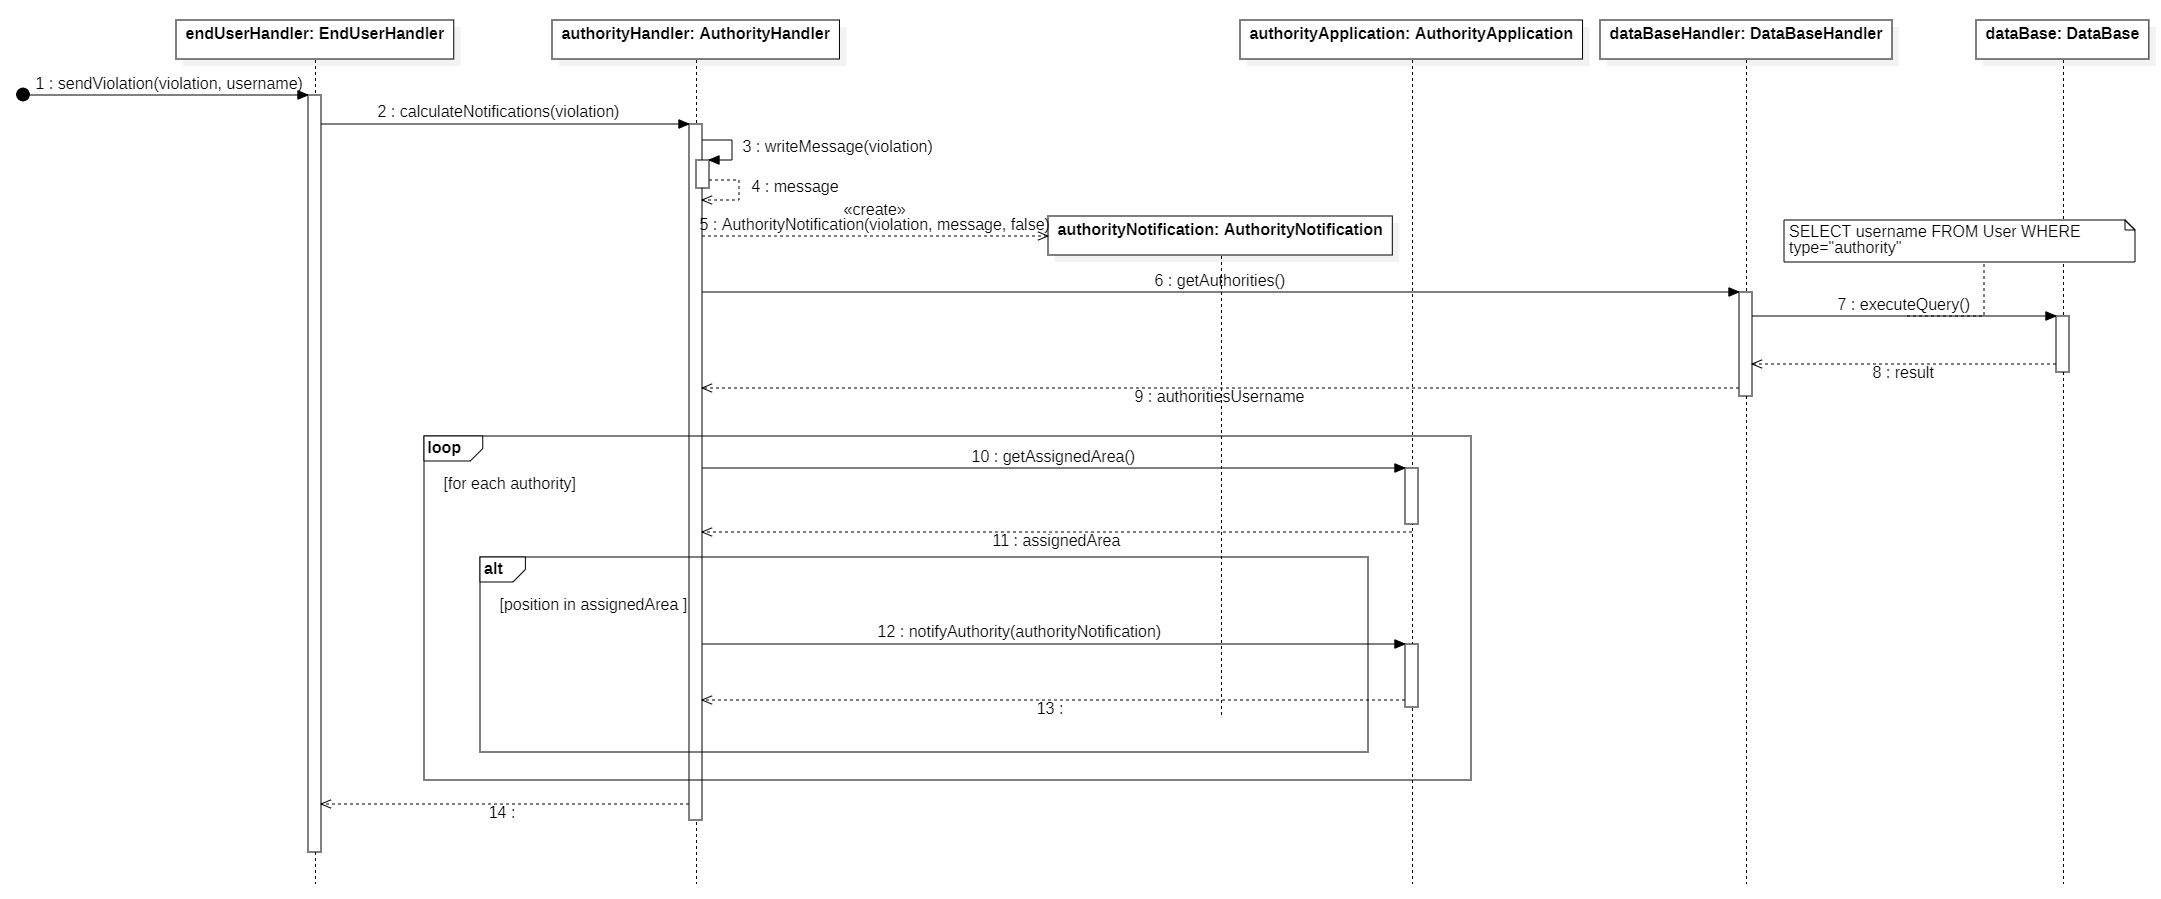 endUserHandler: EndUserHandler
authorityHandler: AuthorityHandler
authorityApplication: AuthorityApplication
dataBaseHandler: DataBaseHandler
dataBase: DataBase
1 : sendViolation(violation, username)
2 : calculateNotifications(violation)
3 : writeMessage(violation)
4 : message
«create»
5 : AuthorityNotification(violation, message, false)
authorityNotification: AuthorityNotification
SELECT username FROM User WHERE
type="authority"
6 : getAuthorities()
7 : executeQuery()
8 : result
9 : authoritiesUsername
loop
[for each authority]
10 : getAssignedArea()
11 : assignedArea
alt
[position in assignedArea ]
12 : notifyAuthority(authorityNotification)
13 :
14 :